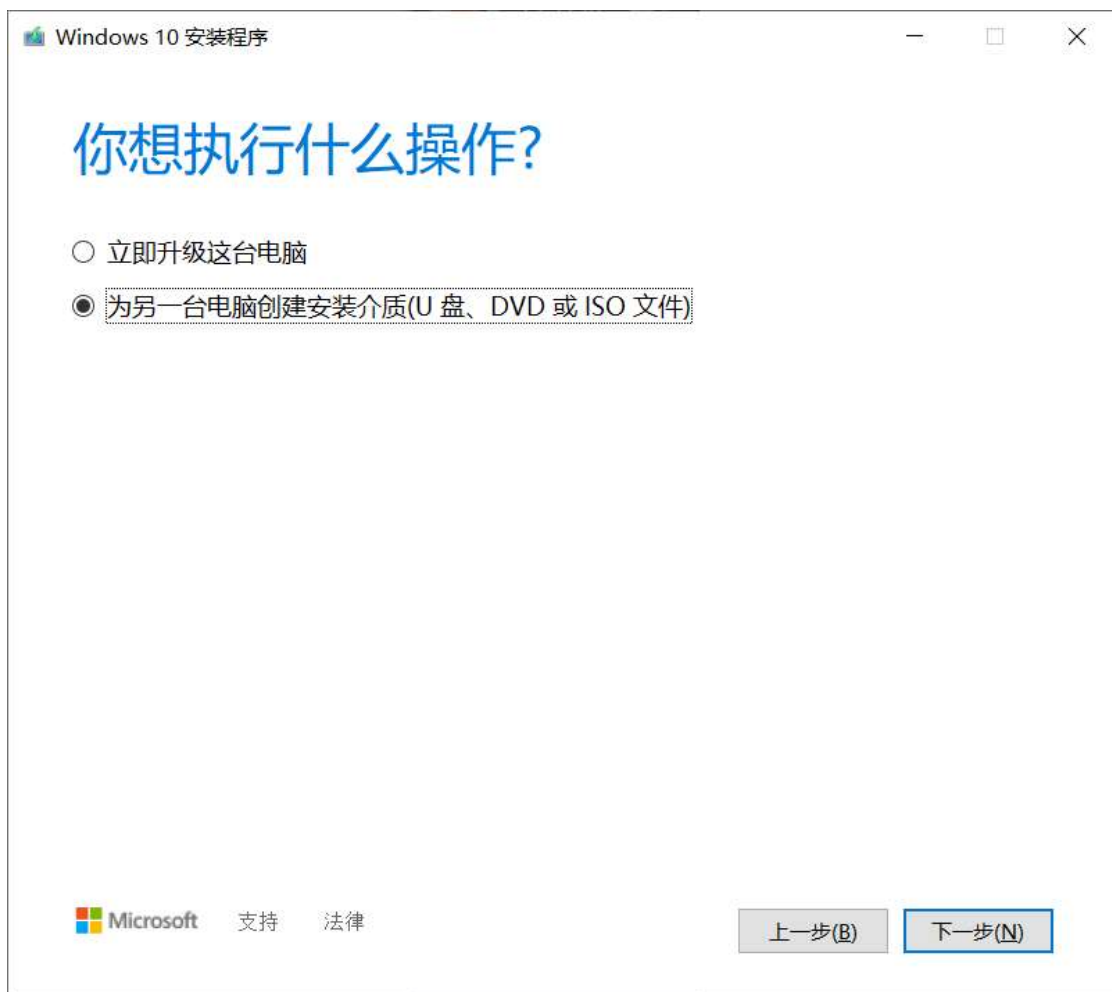 Windows 10 安装程序
你想执行什么操作?
立即升级这台电脑
为另一台电脑创建安装介质(U 盘、DVD 或 ISO 文件)
Microsoft 支持 法律 上一步(B) 下一步(N)